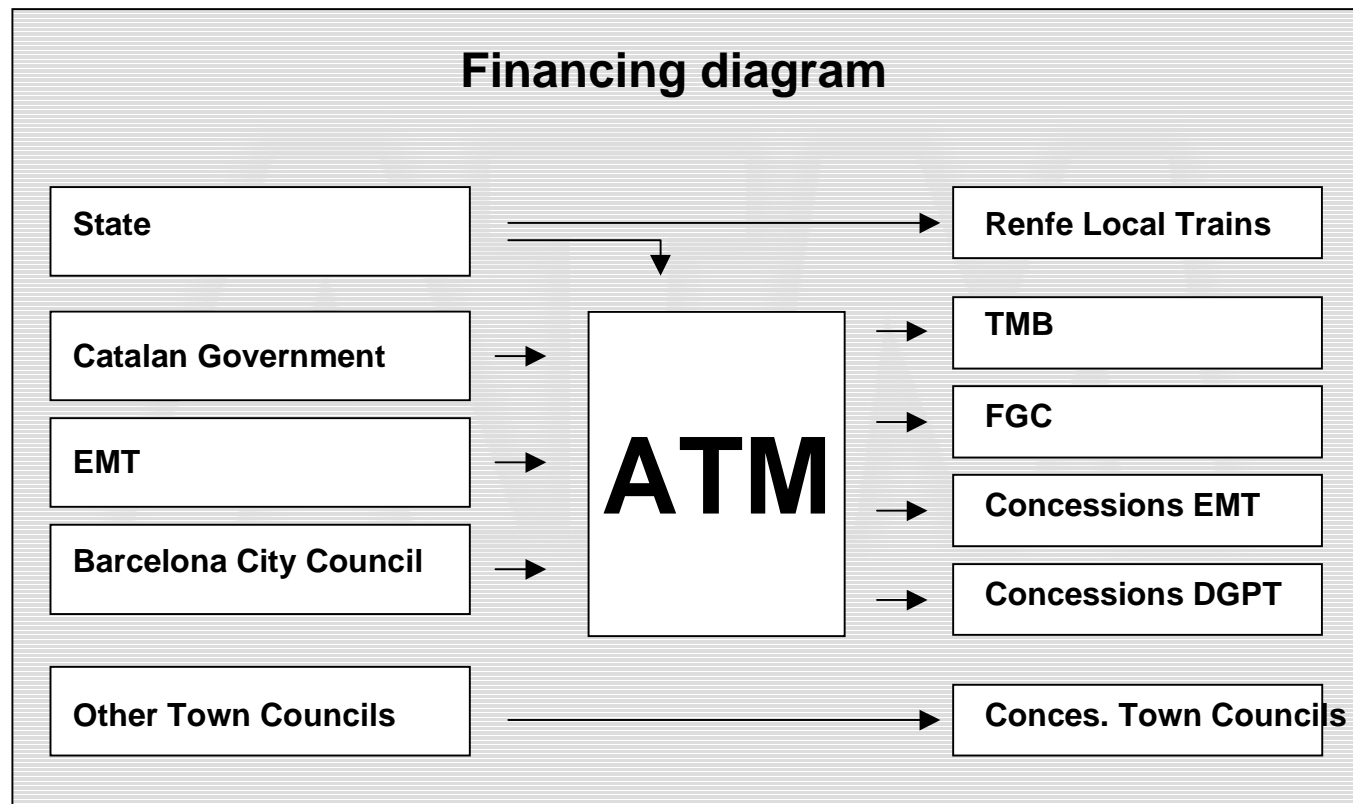 Financing diagram
State
Renfe Local Trains
Catalan Government
TMB
EMT
FGC
ATM
Barcelona City Council
Concessions EMT
Concessions DGPT
Other Town Councils
Conces. Town Councils